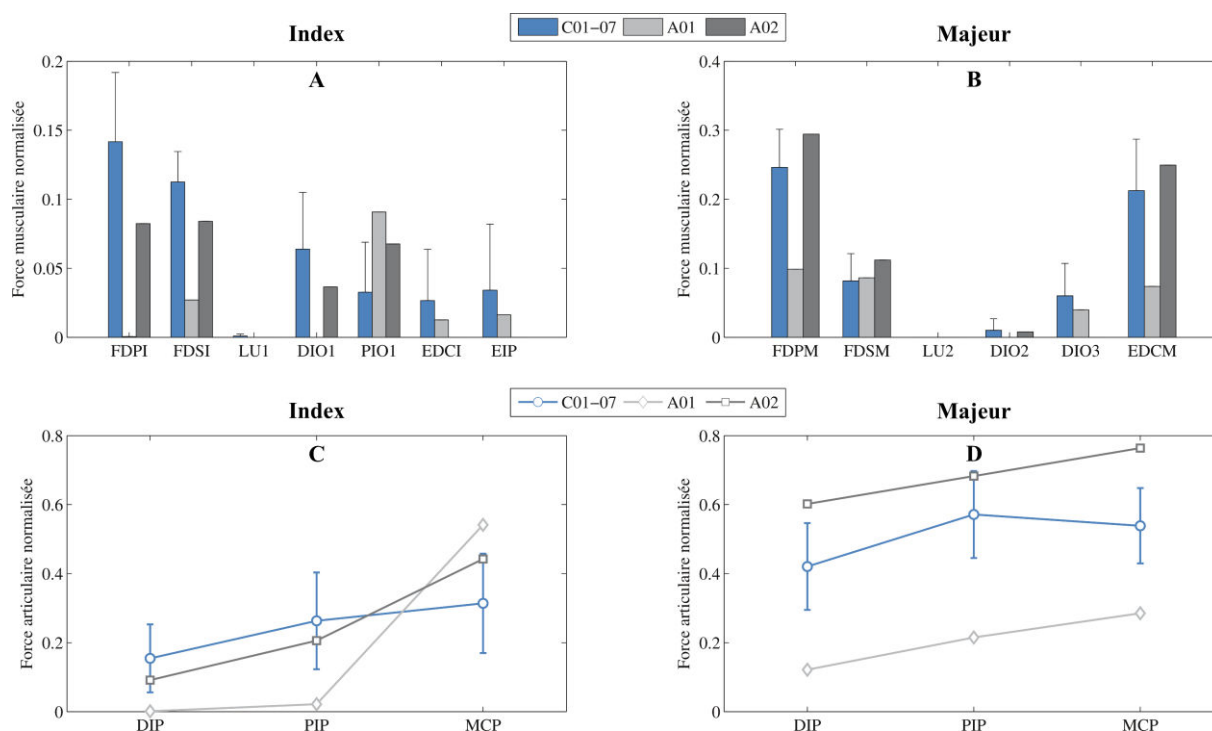 Index
C01−07 A01 A02
Majeur
A
B
Force musculaire normalisée
0.2
0.15
0.1
0.05
0
FDPI FDSI LU1 DIO1 PIO1 EDCI EIP
Force musculaire normalisée
0.4
0.3
0.2
0.1
0
FDPM FDSM LU2 DIO2 DIO3 EDCM
Index
C01−07 A01 A02
Majeur
C
D
Force articulaire normalisée
0.8
0.6
0.4
0.2
0
DIP PIP MCP
Force articulaire normalisée
0.8
0.6
0.4
0.2
0
DIP PIP MCP